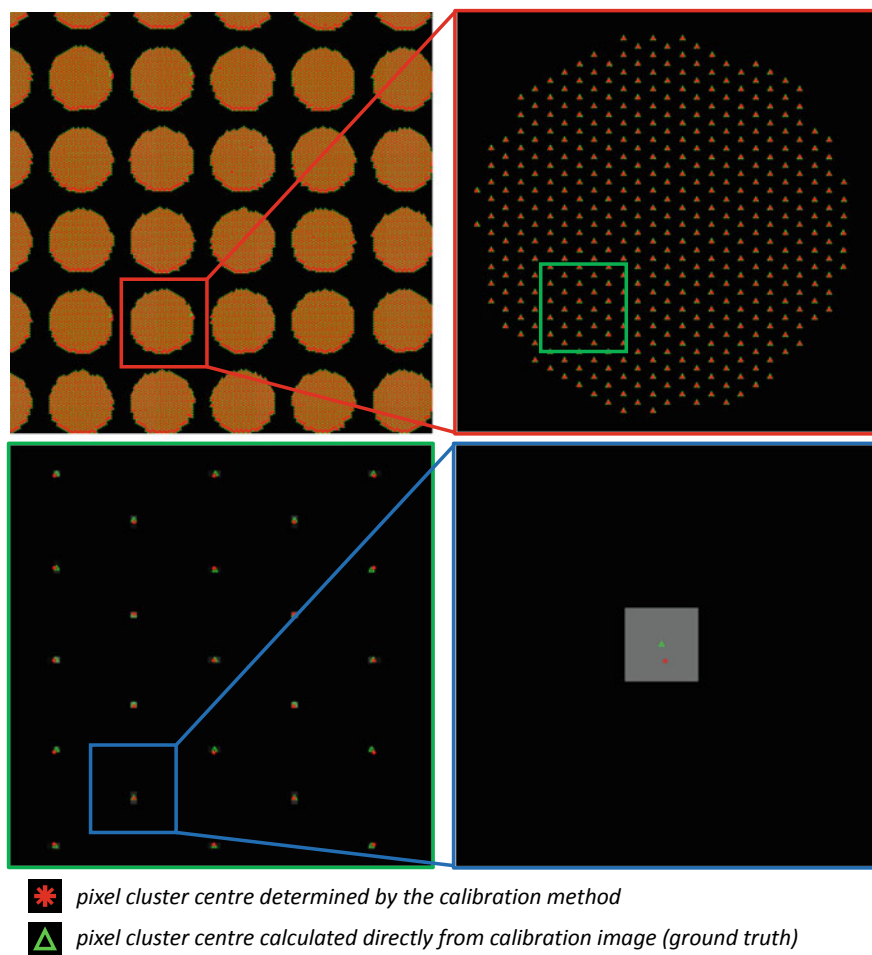 pixel cluster centre determined by the calibration method
pixel cluster centre calculated directly from calibration image (ground truth)